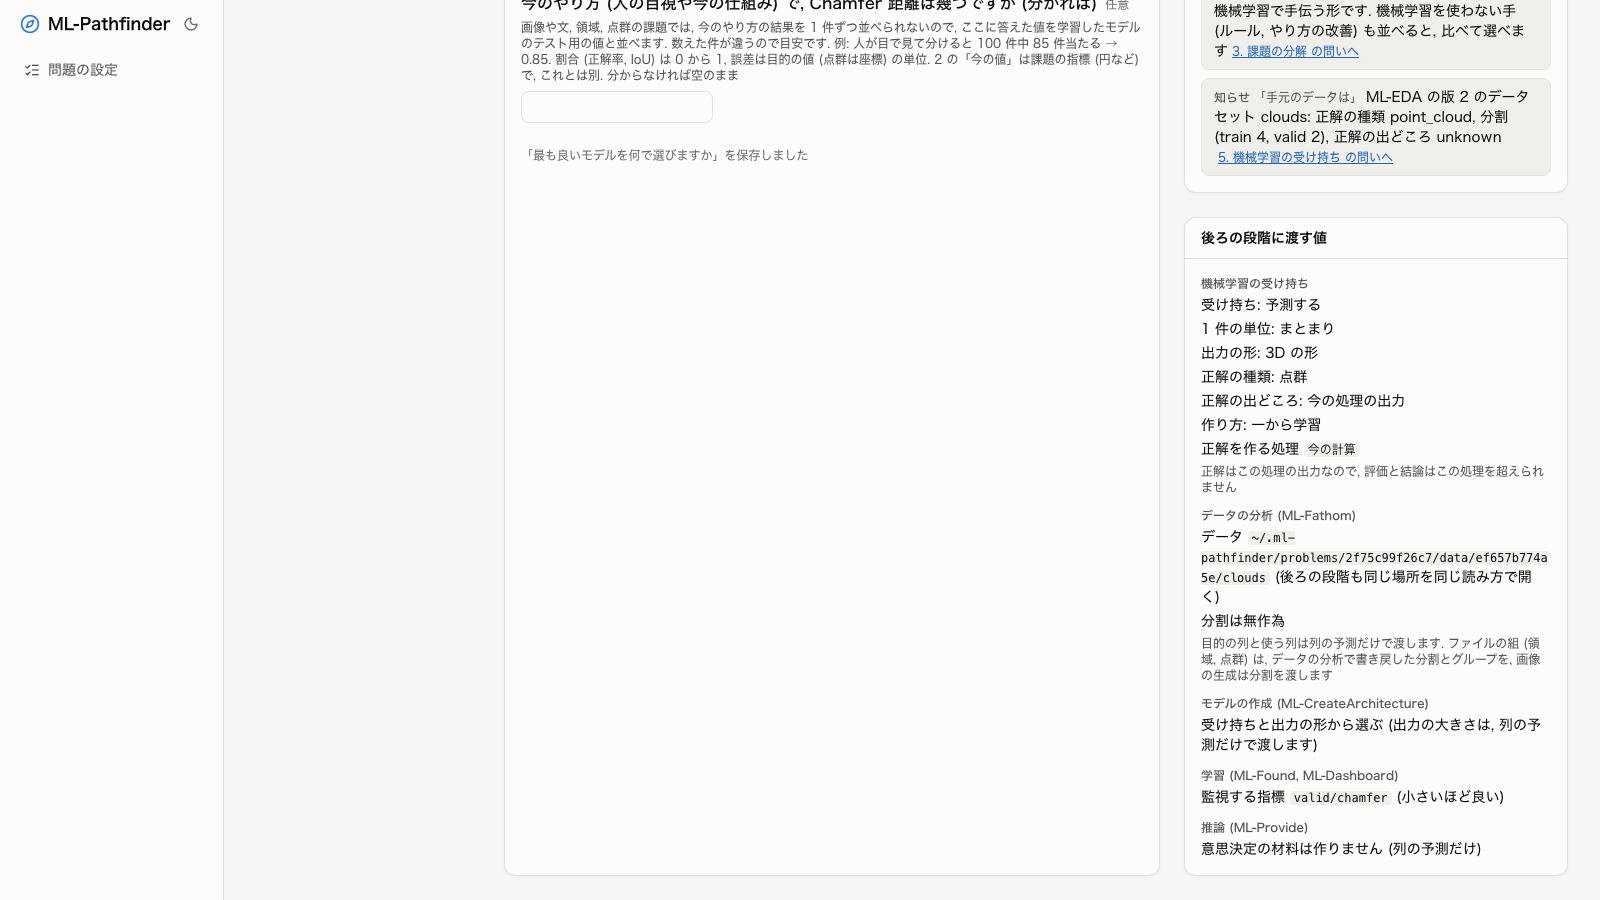 ML-Pathfinder
問題の設定
今のやり方 (人の目視や今の仕組み) で, Chamfer 距離は幾つですか (分かれば) 任意
画像や文, 領域, 点群の課題では, 今のやり方の結果を 1 件ずつ並べられないので, ここに答えた値を学習したモデル
のテスト用の値と並べます. 数えた件が違うので目安です. 例: 人が目で見て分けると 100 件中 85 件当たる →
0.85. 割合 (正解率, IoU) は 0 から 1, 誤差は目的の値 (点群は座標) の単位. 2 の「今の値」は課題の指標 (円など)
で, これとは別. 分からなければ空のまま
「最も良いモデルを何で選びますか」を保存しました
機械学習で手伝う形です. 機械学習を使わない手
(ルール, やり方の改善) も並べると, 比べて選べま
す 3. 課題の分解 の問いへ
知らせ 「手元のデータは」 ML-EDA の版 2 のデータ
セット clouds: 正解の種類 point_cloud, 分割
(train 4, valid 2), 正解の出どころ unknown
5. 機械学習の受け持ち の問いへ
後ろの段階に渡す値
機械学習の受け持ち
受け持ち: 予測する
1 件の単位: まとまり
出力の形: 3D の形
正解の種類: 点群
正解の出どころ: 今の処理の出力
作り方: 一から学習
正解を作る処理 今の計算
正解はこの処理の出力なので, 評価と結論はこの処理を超えられ
ません
データの分析 (ML-Fathom)
データ ~/.ml-
pathfinder/problems/2f75c99f26c7/data/ef657b774a
5e/clouds (後ろの段階も同じ場所を同じ読み方で開
く)
分割は無作為
目的の列と使う列は列の予測だけで渡します. ファイルの組 (領
域, 点群) は, データの分析で書き戻した分割とグループを, 画像
の生成は分割を渡します
モデルの作成 (ML-CreateArchitecture)
受け持ちと出力の形から選ぶ (出力の大きさは, 列の予
測だけで渡します)
学習 (ML-Found, ML-Dashboard)
監視する指標 valid/chamfer (小さいほど良い)
推論 (ML-Provide)
意思決定の材料は作りません (列の予測だけ)